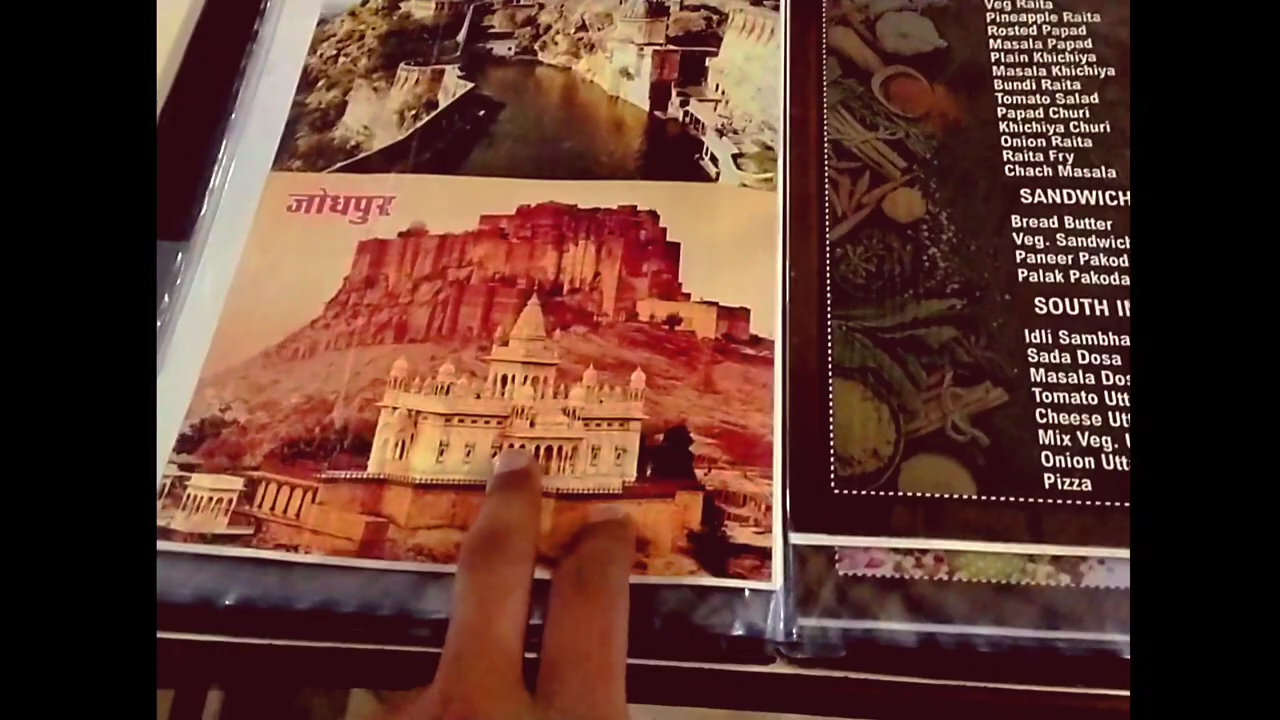 जोधपुर
Veg Raita
Pineapple Raita
Rosted Papad
Masala Papad
Plain Khichiya
Masala Khichiya
Bundi Raita
Tomato Salad
Papad Churi
Khichiya Churi
Onion Raita
Raita Fry
Chach Masala
SANDWICH
Bread Butter
Veg. Sandwich
Paneer Pakod
Palak Pakoda
SOUTH I
Idli Sambha
Sada Dosa
Masala Dos
Tomato Utt
Cheese Ut
Mix Veg.
Onion Utt
Pizza